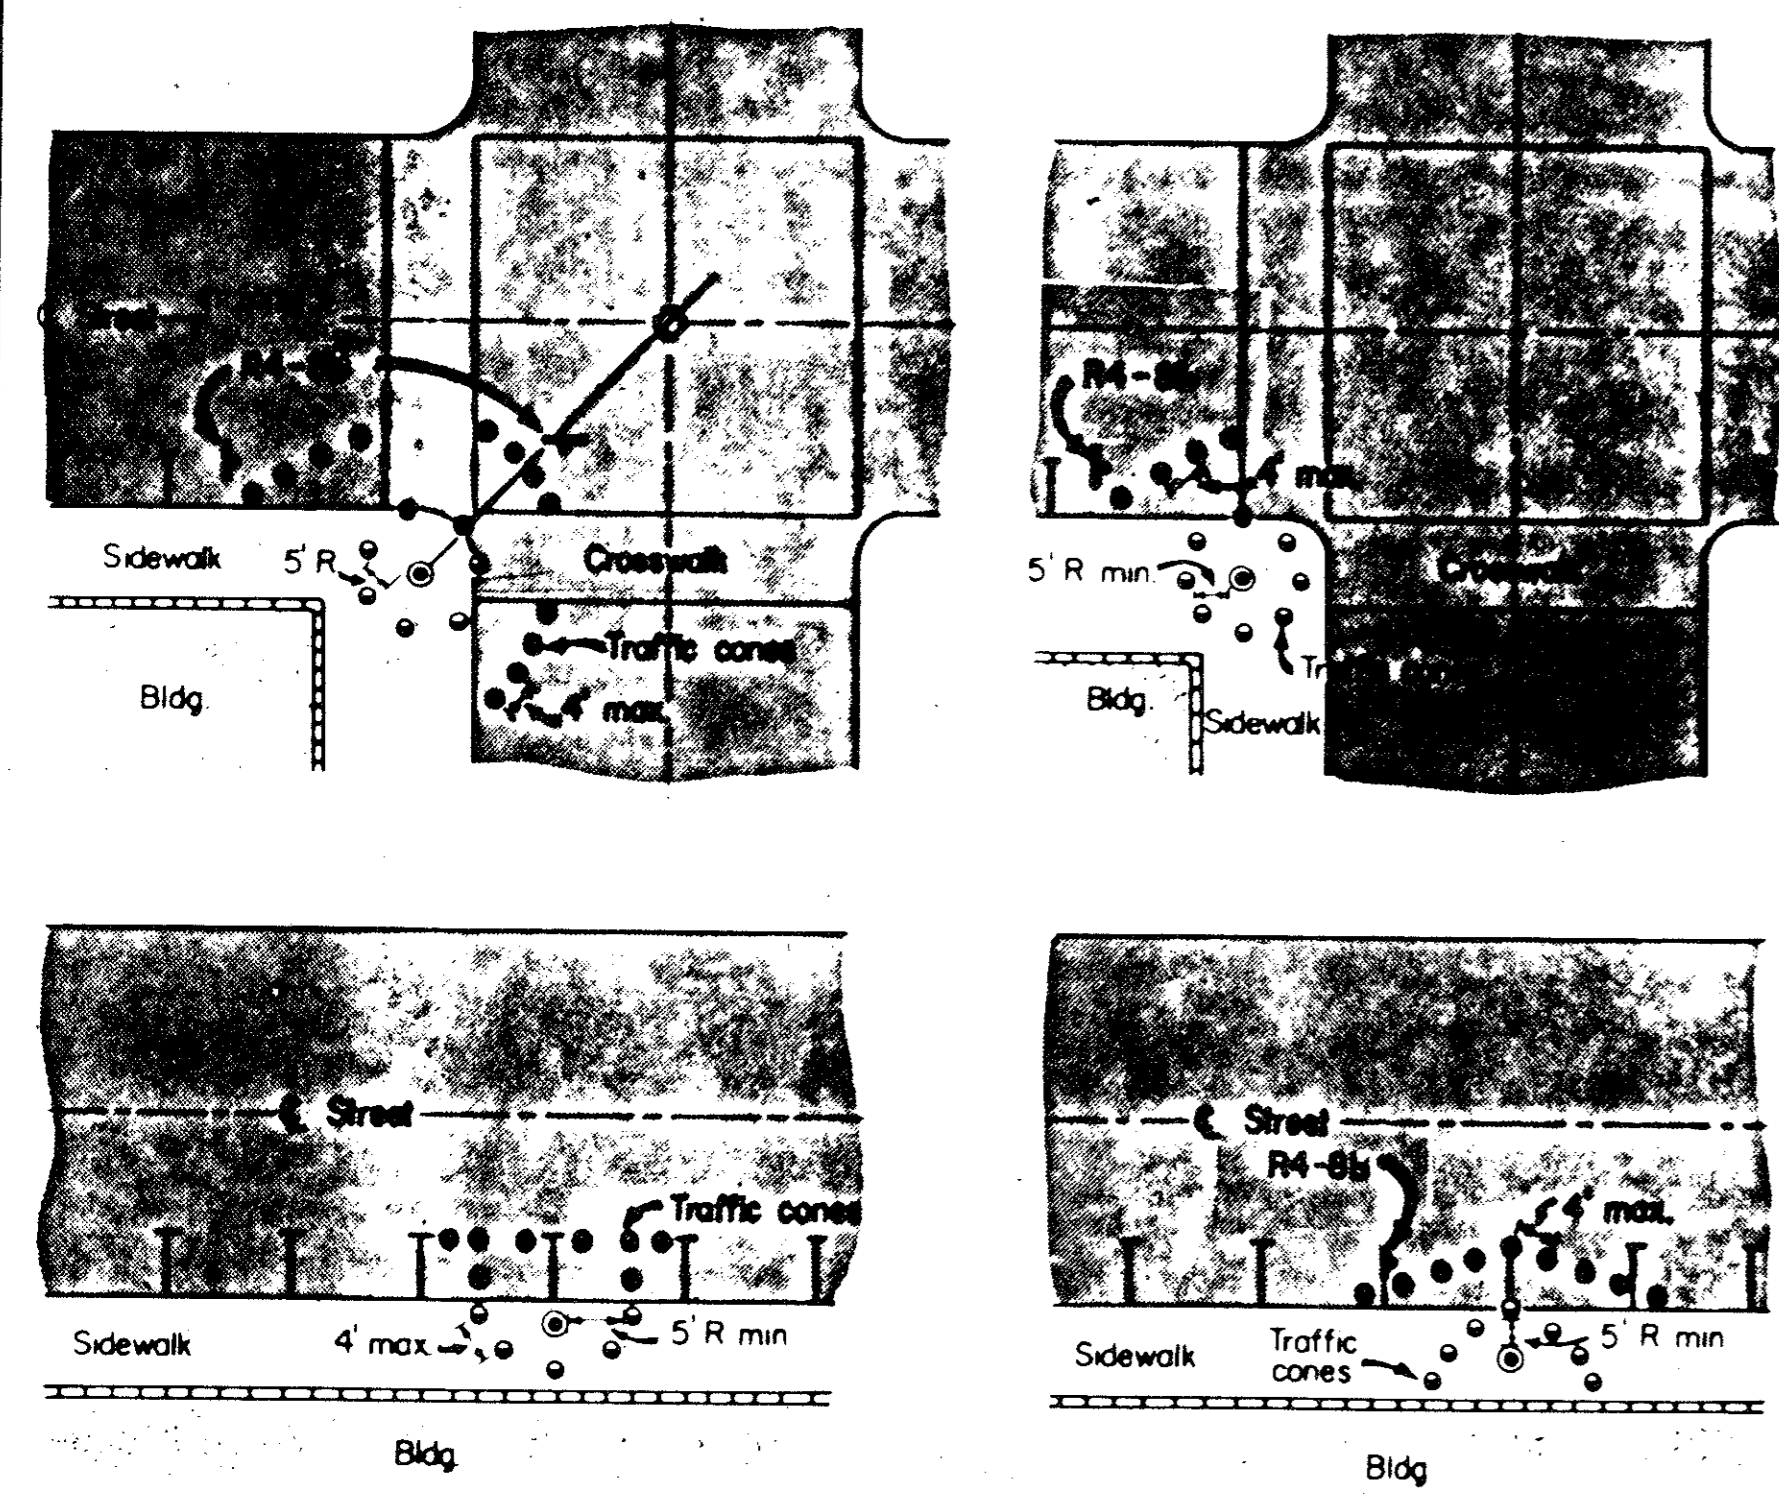 Street
R4-8b
Sidewalk
5' R
Crosswalk
Traffic cones
4' max.
Bldg.
R4-8b
4' max.
5' R min.
Crosswalk
Bldg.
Sidewalk
℄ Street
Traffic cones
Sidewalk
4' max.
5' R min
Bldg
℄ Street
R4-8b
4' max.
Sidewalk
Traffic
cones
5' R min
Bldg